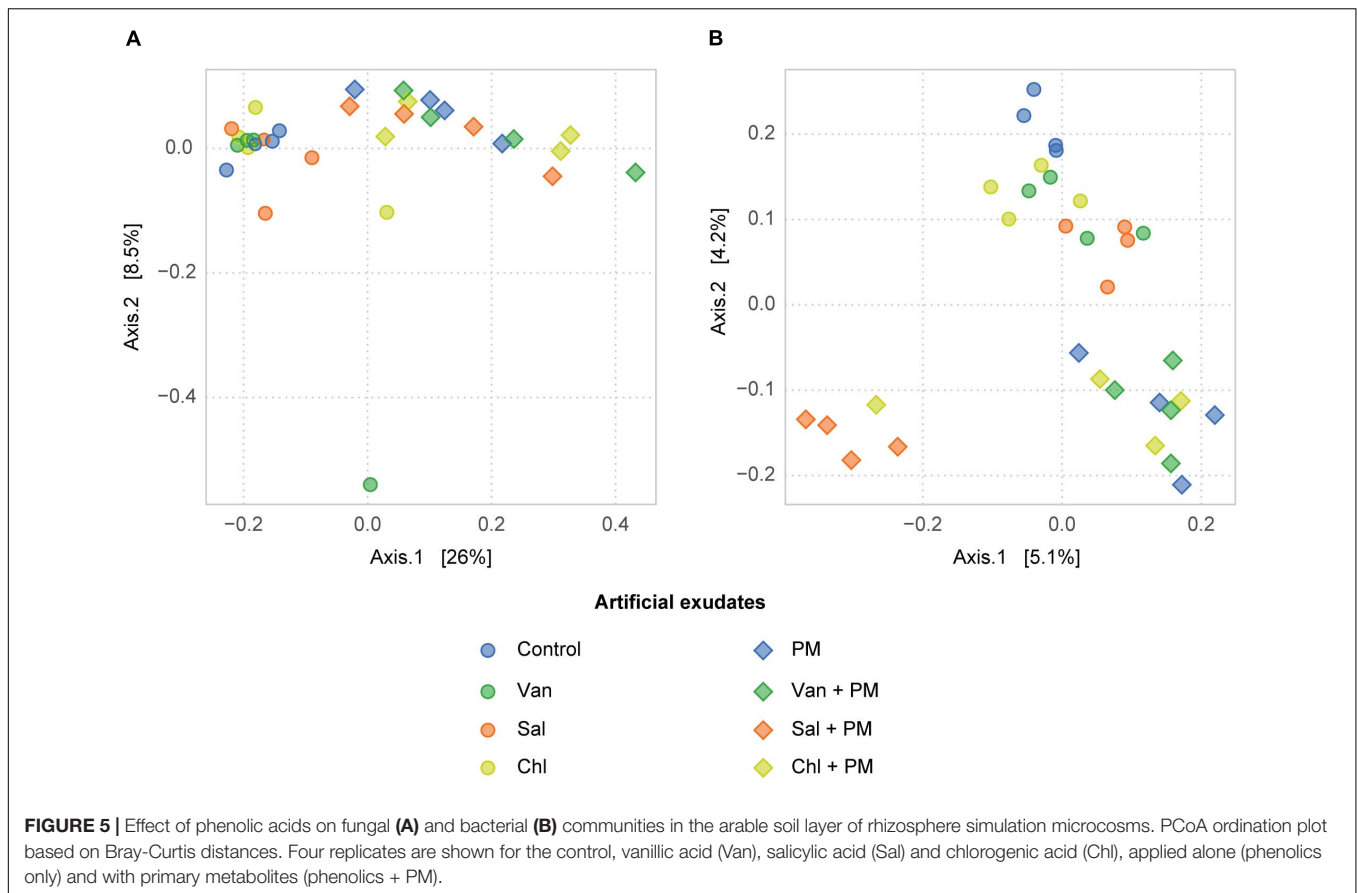 A
B
0.0
−0.2
−0.4
Axis.2 [8.5%]
−0.2 0.0 0.2 0.4
Axis.1 [26%]
0.2
0.1
0.0
−0.1
−0.2
Axis.2 [4.2%]
−0.2 0.0 0.2
Axis.1 [5.1%]
Artificial exudates
Control PM
Van Van + PM
Sal Sal + PM
Chl Chl + PM
FIGURE 5 | Effect of phenolic acids on fungal (A) and bacterial (B) communities in the arable soil layer of rhizosphere simulation microcosms. PCoA ordination plot
based on Bray-Curtis distances. Four replicates are shown for the control, vanillic acid (Van), salicylic acid (Sal) and chlorogenic acid (Chl), applied alone (phenolics
only) and with primary metabolites (phenolics + PM).